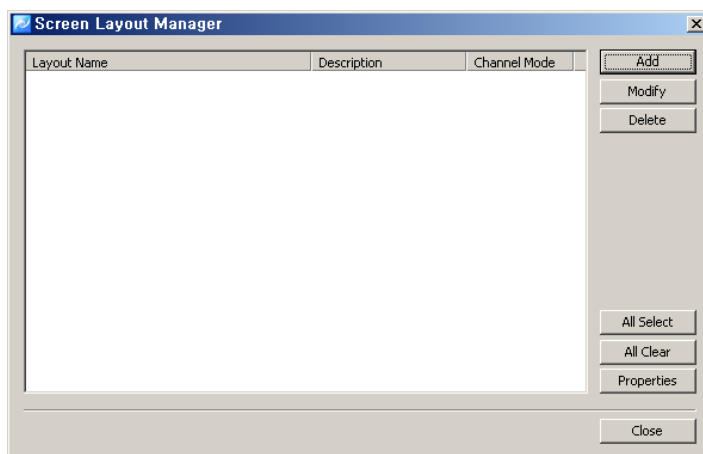 Screen Layout Manager
Layout Name Description Channel Mode
Add
Modify
Delete
All Select
All Clear
Properties
Close